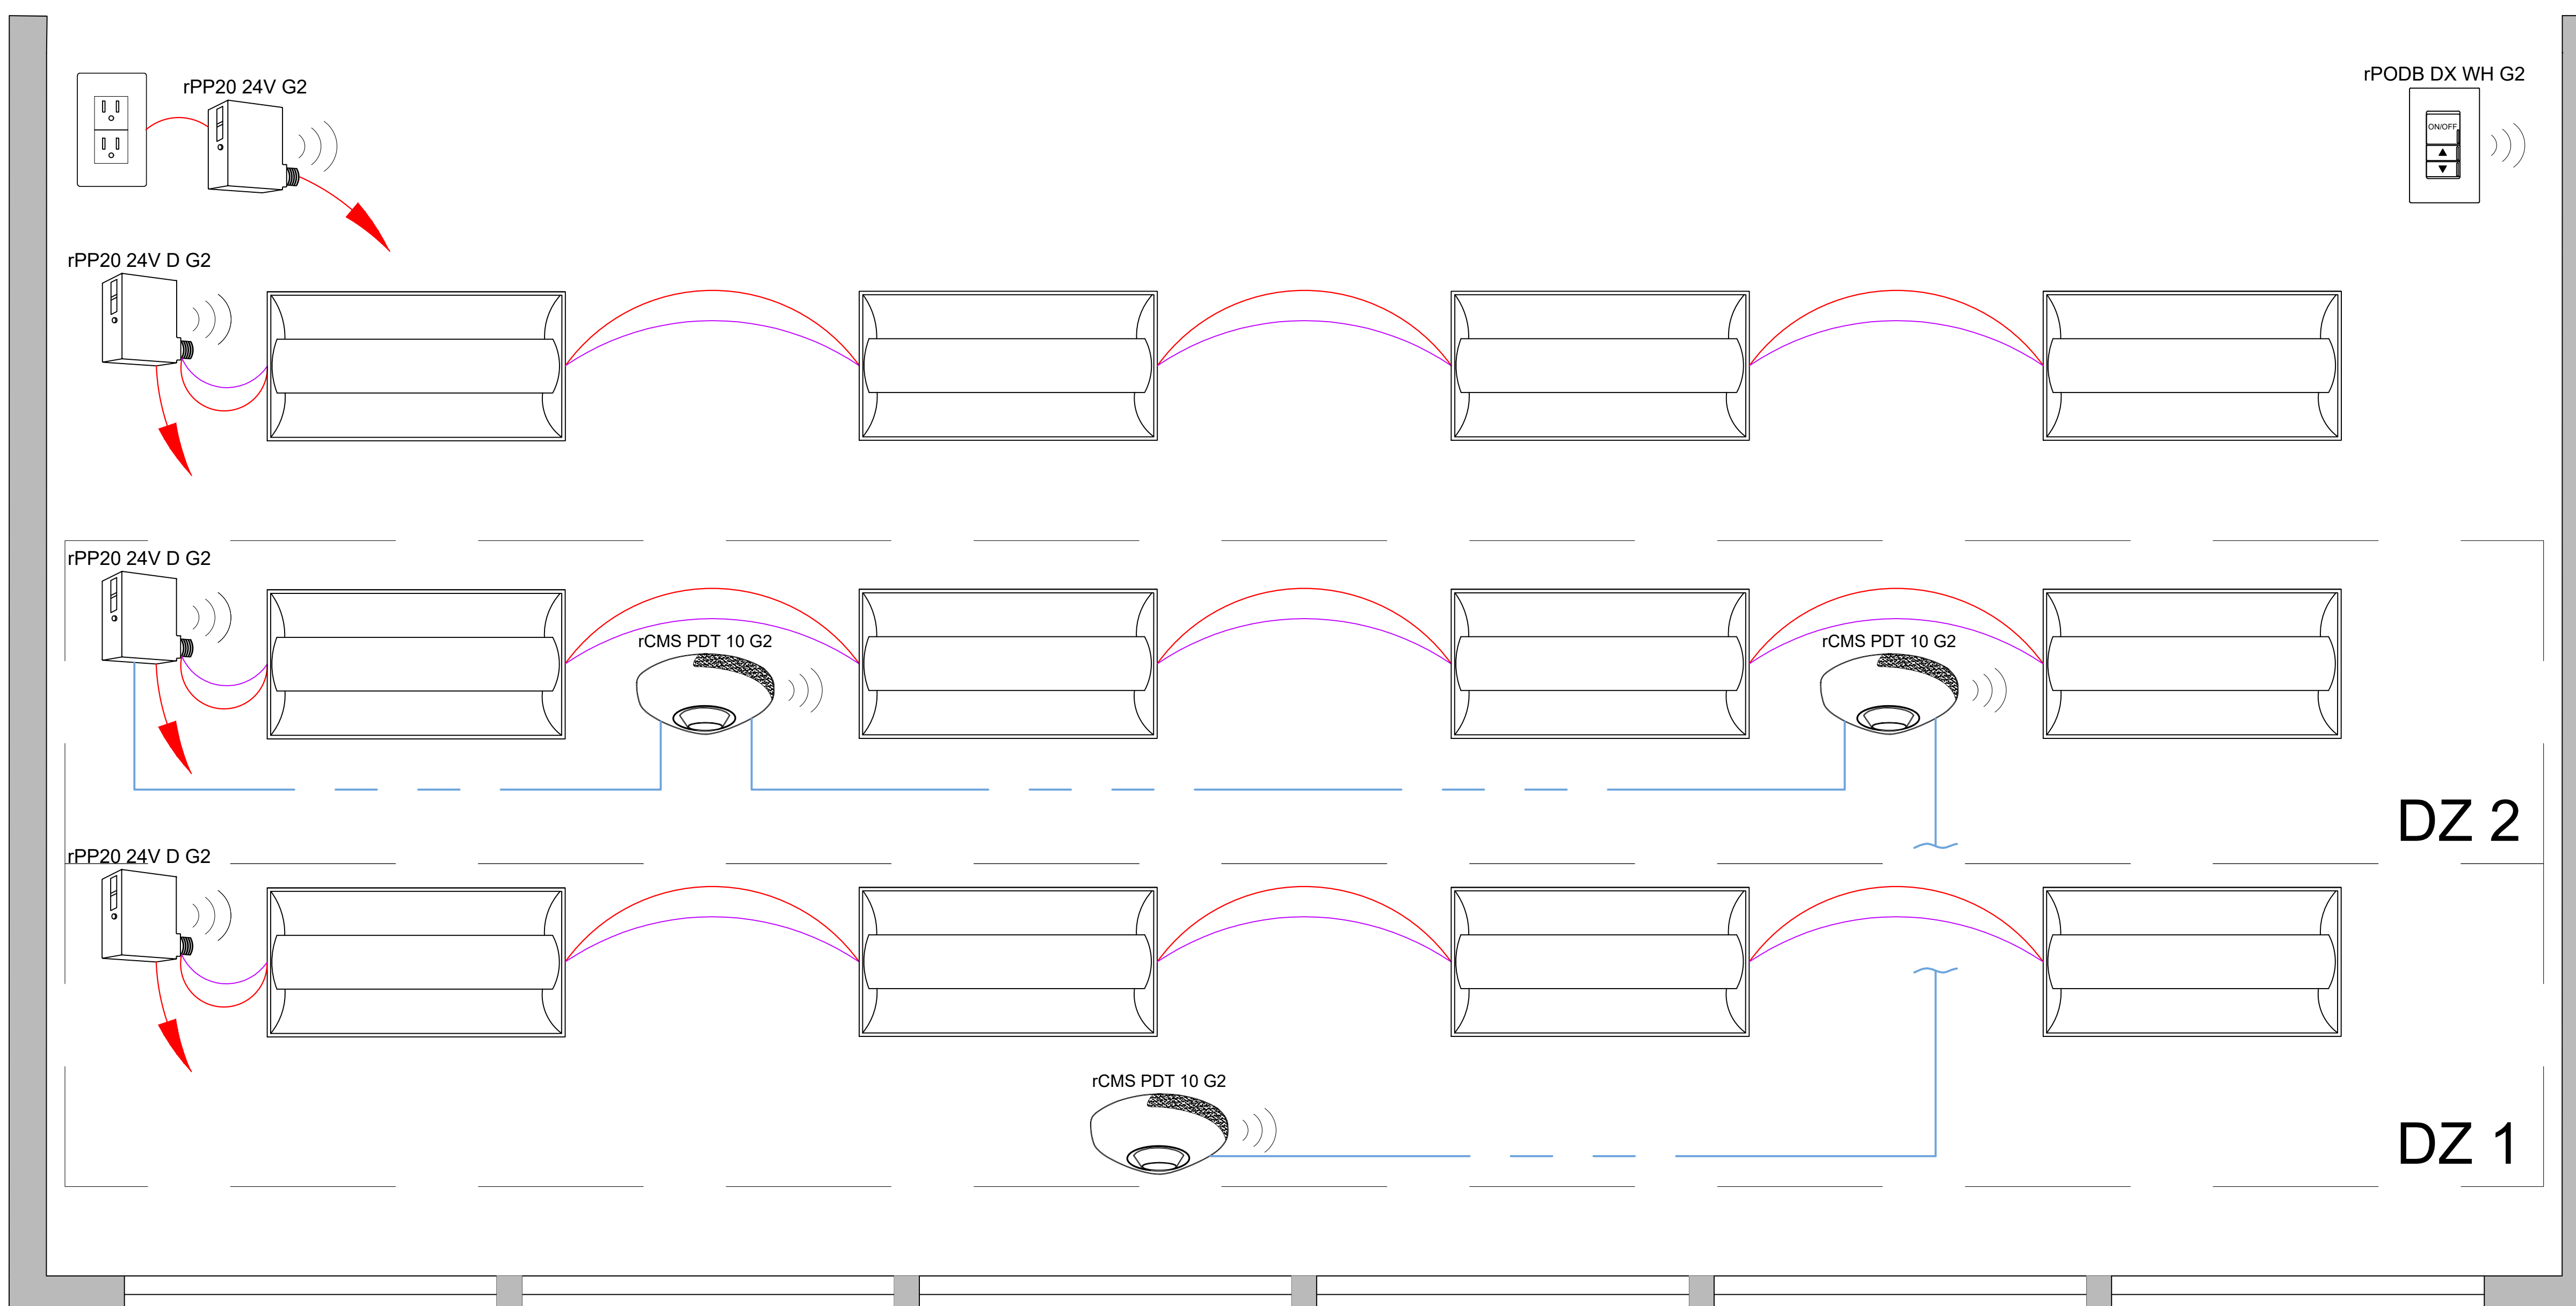 rPP20 24V G2
rPODB DX WH G2
ON/OFF
rPP20 24V D G2
rPP20 24V D G2
rCMS PDT 10 G2
rCMS PDT 10 G2
DZ 2
rPP20 24V D G2
rCMS PDT 10 G2
DZ 1